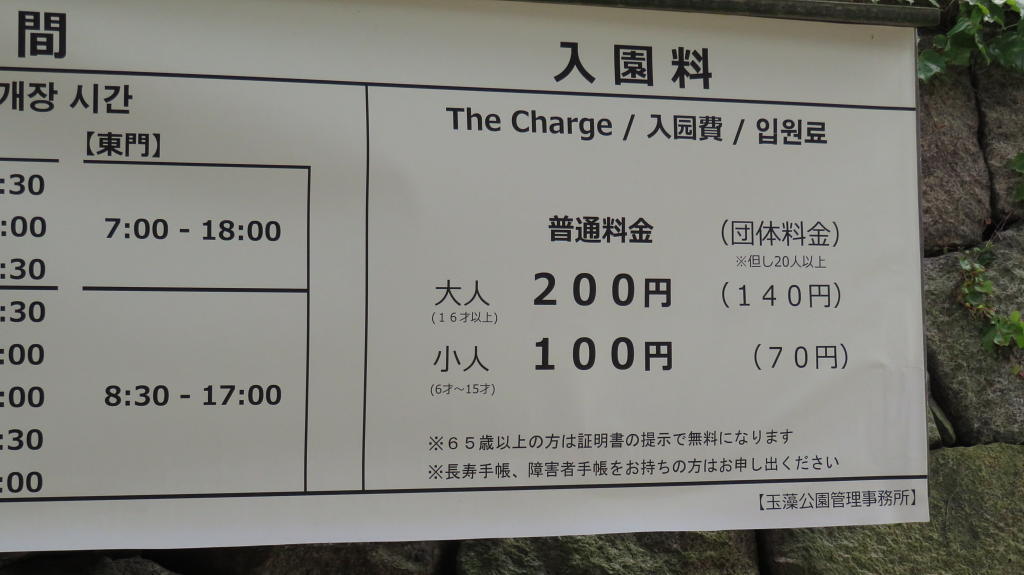 間
개장 시간
【東門】
:30
:00
:30
7:00 - 18:00
:30
:00
:00
:30
:00
8:30 - 17:00
入園料
The Charge / 入园費 / 입원료
普通料金 (団体料金)
※但し20人以上
大人 200円 (140円)
(16才以上)
小人 100円 (70円)
(6才～15才)
※65歳以上の方は証明書の提示で無料になります
※長寿手帳、障害者手帳をお持ちの方はお申し出ください
【玉藻公園管理事務所】